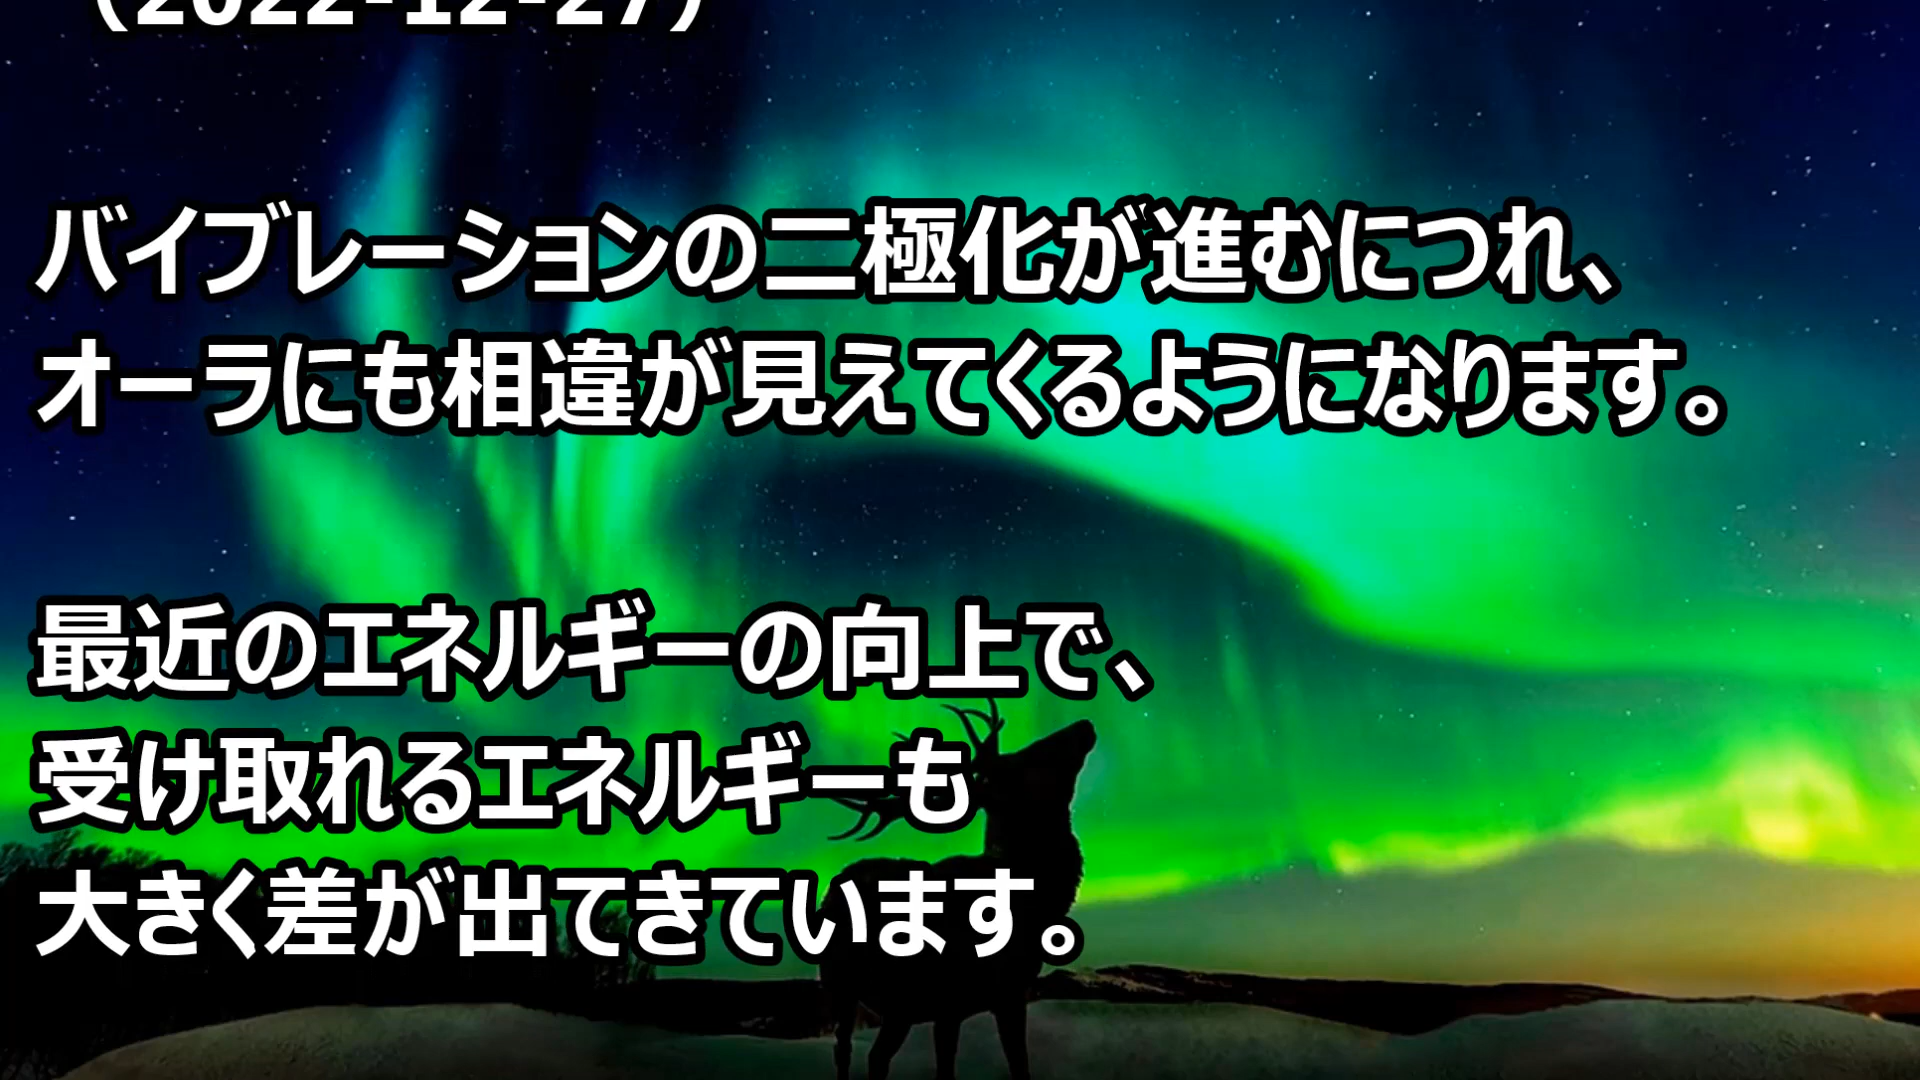 （2022-12-27）
バイブレーションの二極化が進むにつれ、
オーラにも相違が見えてくるようになります。
最近のエネルギーの向上で、
受け取れるエネルギーも
大きく差が出てきています。